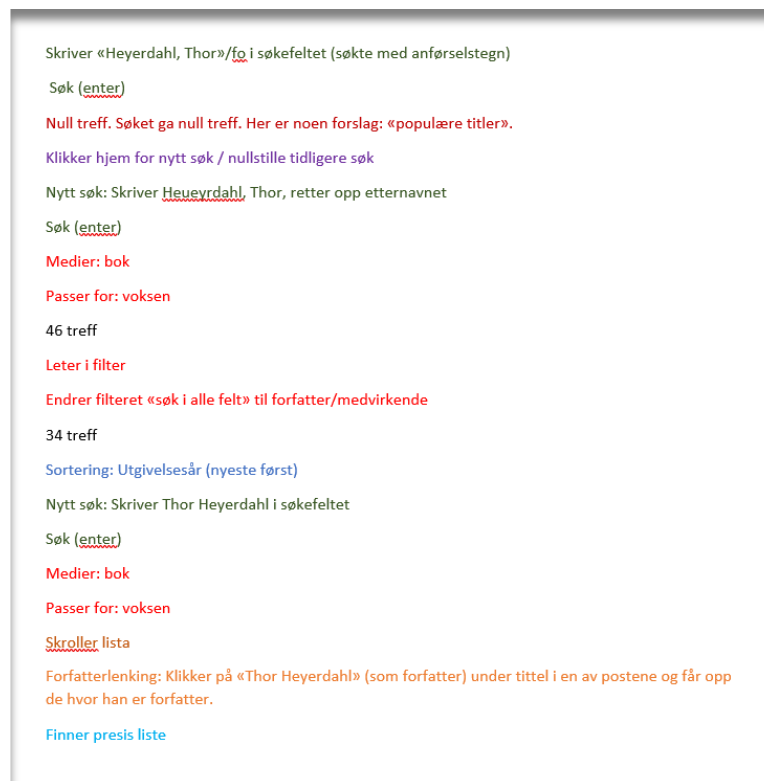 Skriver «Heyerdahl, Thor»/fo i søkefeltet (søkte med anførselstegn)
Søk (enter)
Null treff. Søket ga null treff. Her er noen forslag: «populære titler».
Klikker hjem for nytt søk / nullstille tidligere søk
Nytt søk: Skriver Heueyrdahl, Thor, retter opp etternavnet
Søk (enter)
Medier: bok
Passer for: voksen
46 treff
Leter i filter
Endrer filteret «søk i alle felt» til forfatter/medvirkende
34 treff
Sortering: Utgivelsesår (nyeste først)
Nytt søk: Skriver Thor Heyerdahl i søkefeltet
Søk (enter)
Medier: bok
Passer for: voksen
Skroller lista
Forfatterlenking: Klikker på «Thor Heyerdahl» (som forfatter) under tittel i en av postene og får opp
de hvor han er forfatter.
Finner presis liste